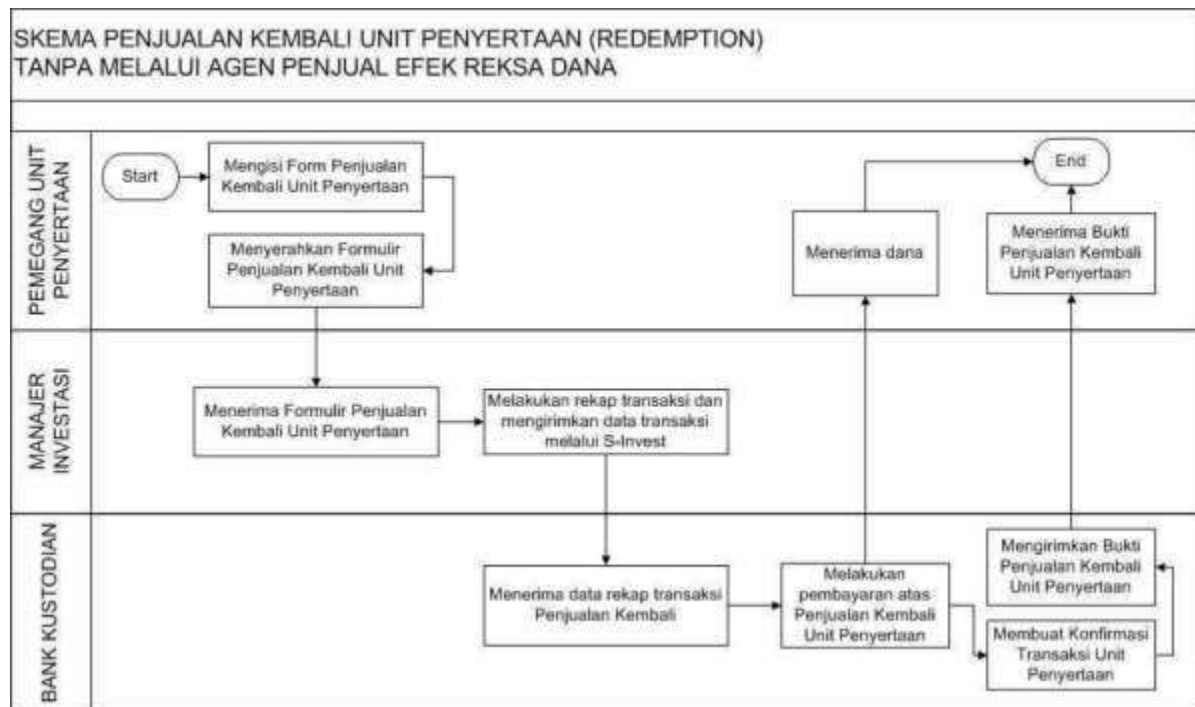 SKEMA PENJUALAN KEMBALI UNIT PENYERTAAN (REDEMPTION)
TANPA MELALUI AGEN PENJUAL EFEK REKSA DANA
PEMEGANG UNIT
PENYERTAAN
Start
Mengisi Form Penjualan
Kembali Unit Penyertaan
Menyerahkan Formulir
Penjualan Kembali Unit
Penyertaan
Menerima dana
End
Menerima Bukti
Penjualan Kembali
Unit Penyertaan
MANAJER
INVESTASI
Menerima Formulir Penjualan
Kembali Unit Penyertaan
Melakukan rekap transaksi dan
mengirimkan data transaksi
melalui S-Invest
BANK KUSTODIAN
Menerima data rekap transaksi
Penjualan Kembali
Melakukan
pembayaran atas
Penjualan Kembali
Unit Penyertaan
Mengirimkan Bukti
Penjualan Kembali
Unit Penyertaan
Membuat Konfirmasi
Transaksi Unit
Penyertaan